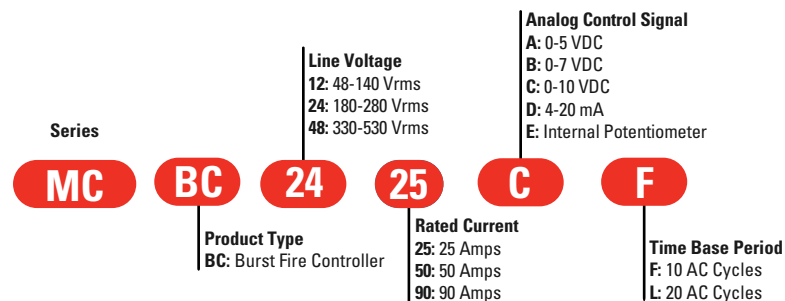 Analog Control Signal
A: 0-5 VDC
B: 0-7 VDC
C: 0-10 VDC
D: 4-20 mA
E: Internal Potentiometer
Line Voltage
12: 48-140 Vrms
24: 180-280 Vrms
48: 330-530 Vrms
Series
MC BC 24 25 C F
Product Type
BC: Burst Fire Controller
Rated Current
25: 25 Amps
50: 50 Amps
90: 90 Amps
Time Base Period
F: 10 AC Cycles
L: 20 AC Cycles